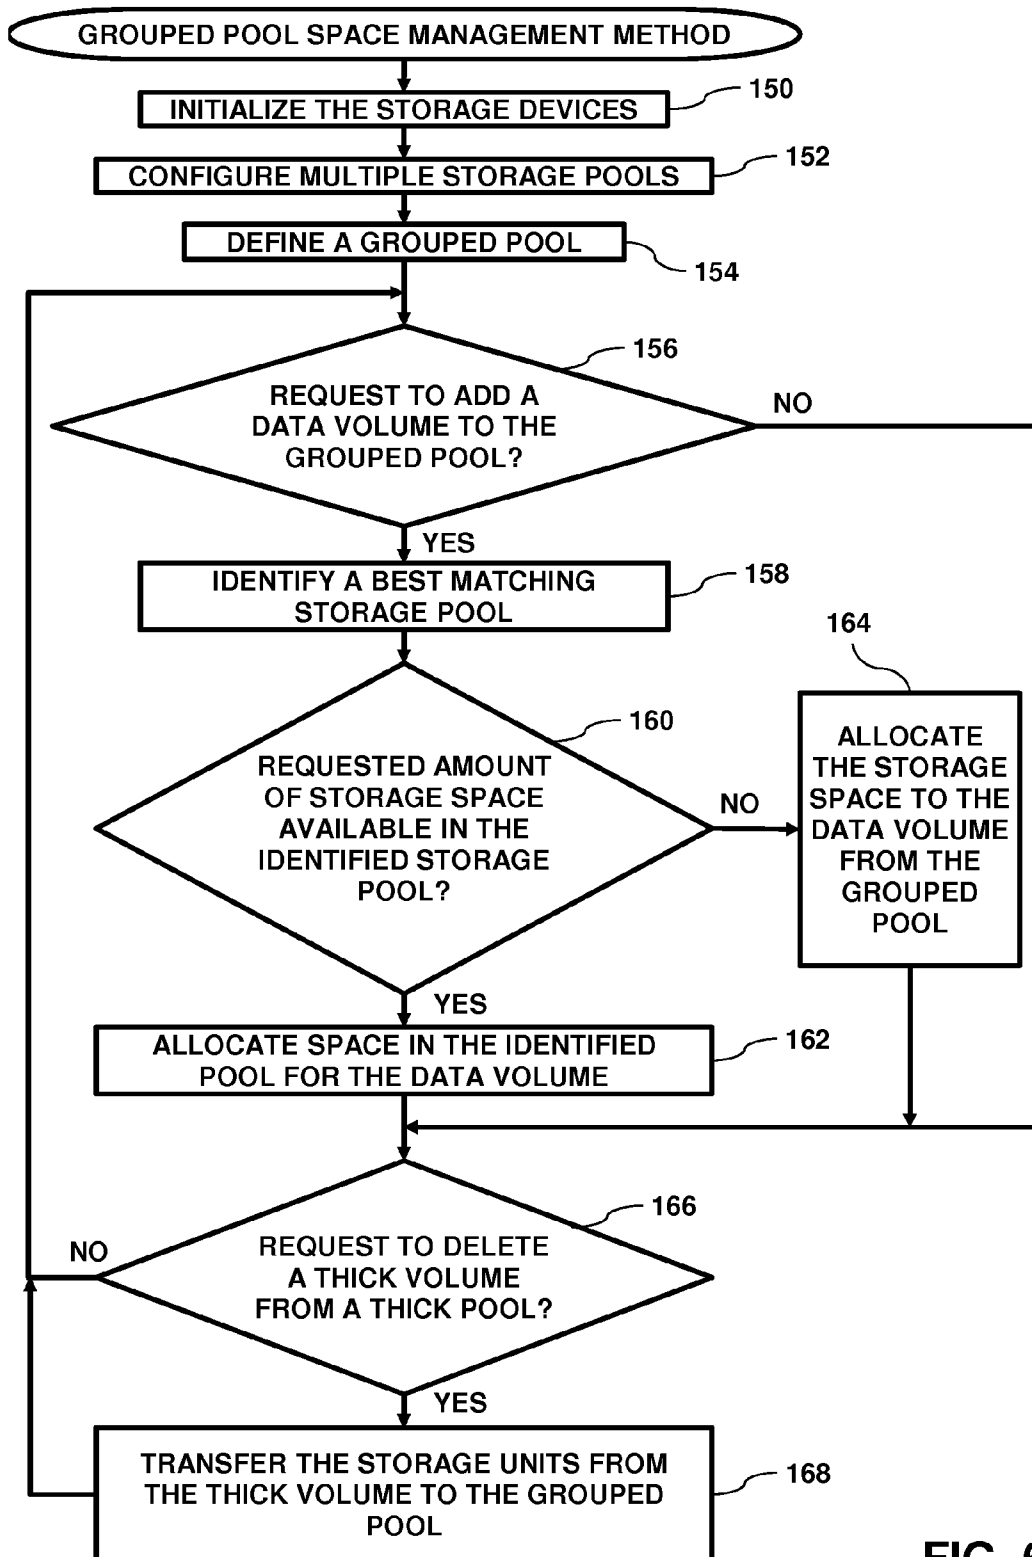 GROUPED POOL SPACE MANAGEMENT METHOD
150
INITIALIZE THE STORAGE DEVICES
152
CONFIGURE MULTIPLE STORAGE POOLS
DEFINE A GROUPED POOL
154
156
REQUEST TO ADD A
DATA VOLUME TO THE
GROUPED POOL?
NO
YES
158
IDENTIFY A BEST MATCHING
STORAGE POOL
160
REQUESTED AMOUNT
OF STORAGE SPACE
AVAILABLE IN THE
IDENTIFIED STORAGE
POOL?
NO
164
ALLOCATE
THE STORAGE
SPACE TO THE
DATA VOLUME
FROM THE
GROUPED
POOL
YES
162
ALLOCATE SPACE IN THE IDENTIFIED
POOL FOR THE DATA VOLUME
166
REQUEST TO DELETE
A THICK VOLUME
FROM A THICK POOL?
NO
YES
168
TRANSFER THE STORAGE UNITS FROM
THE THICK VOLUME TO THE GROUPED
POOL
FIG.